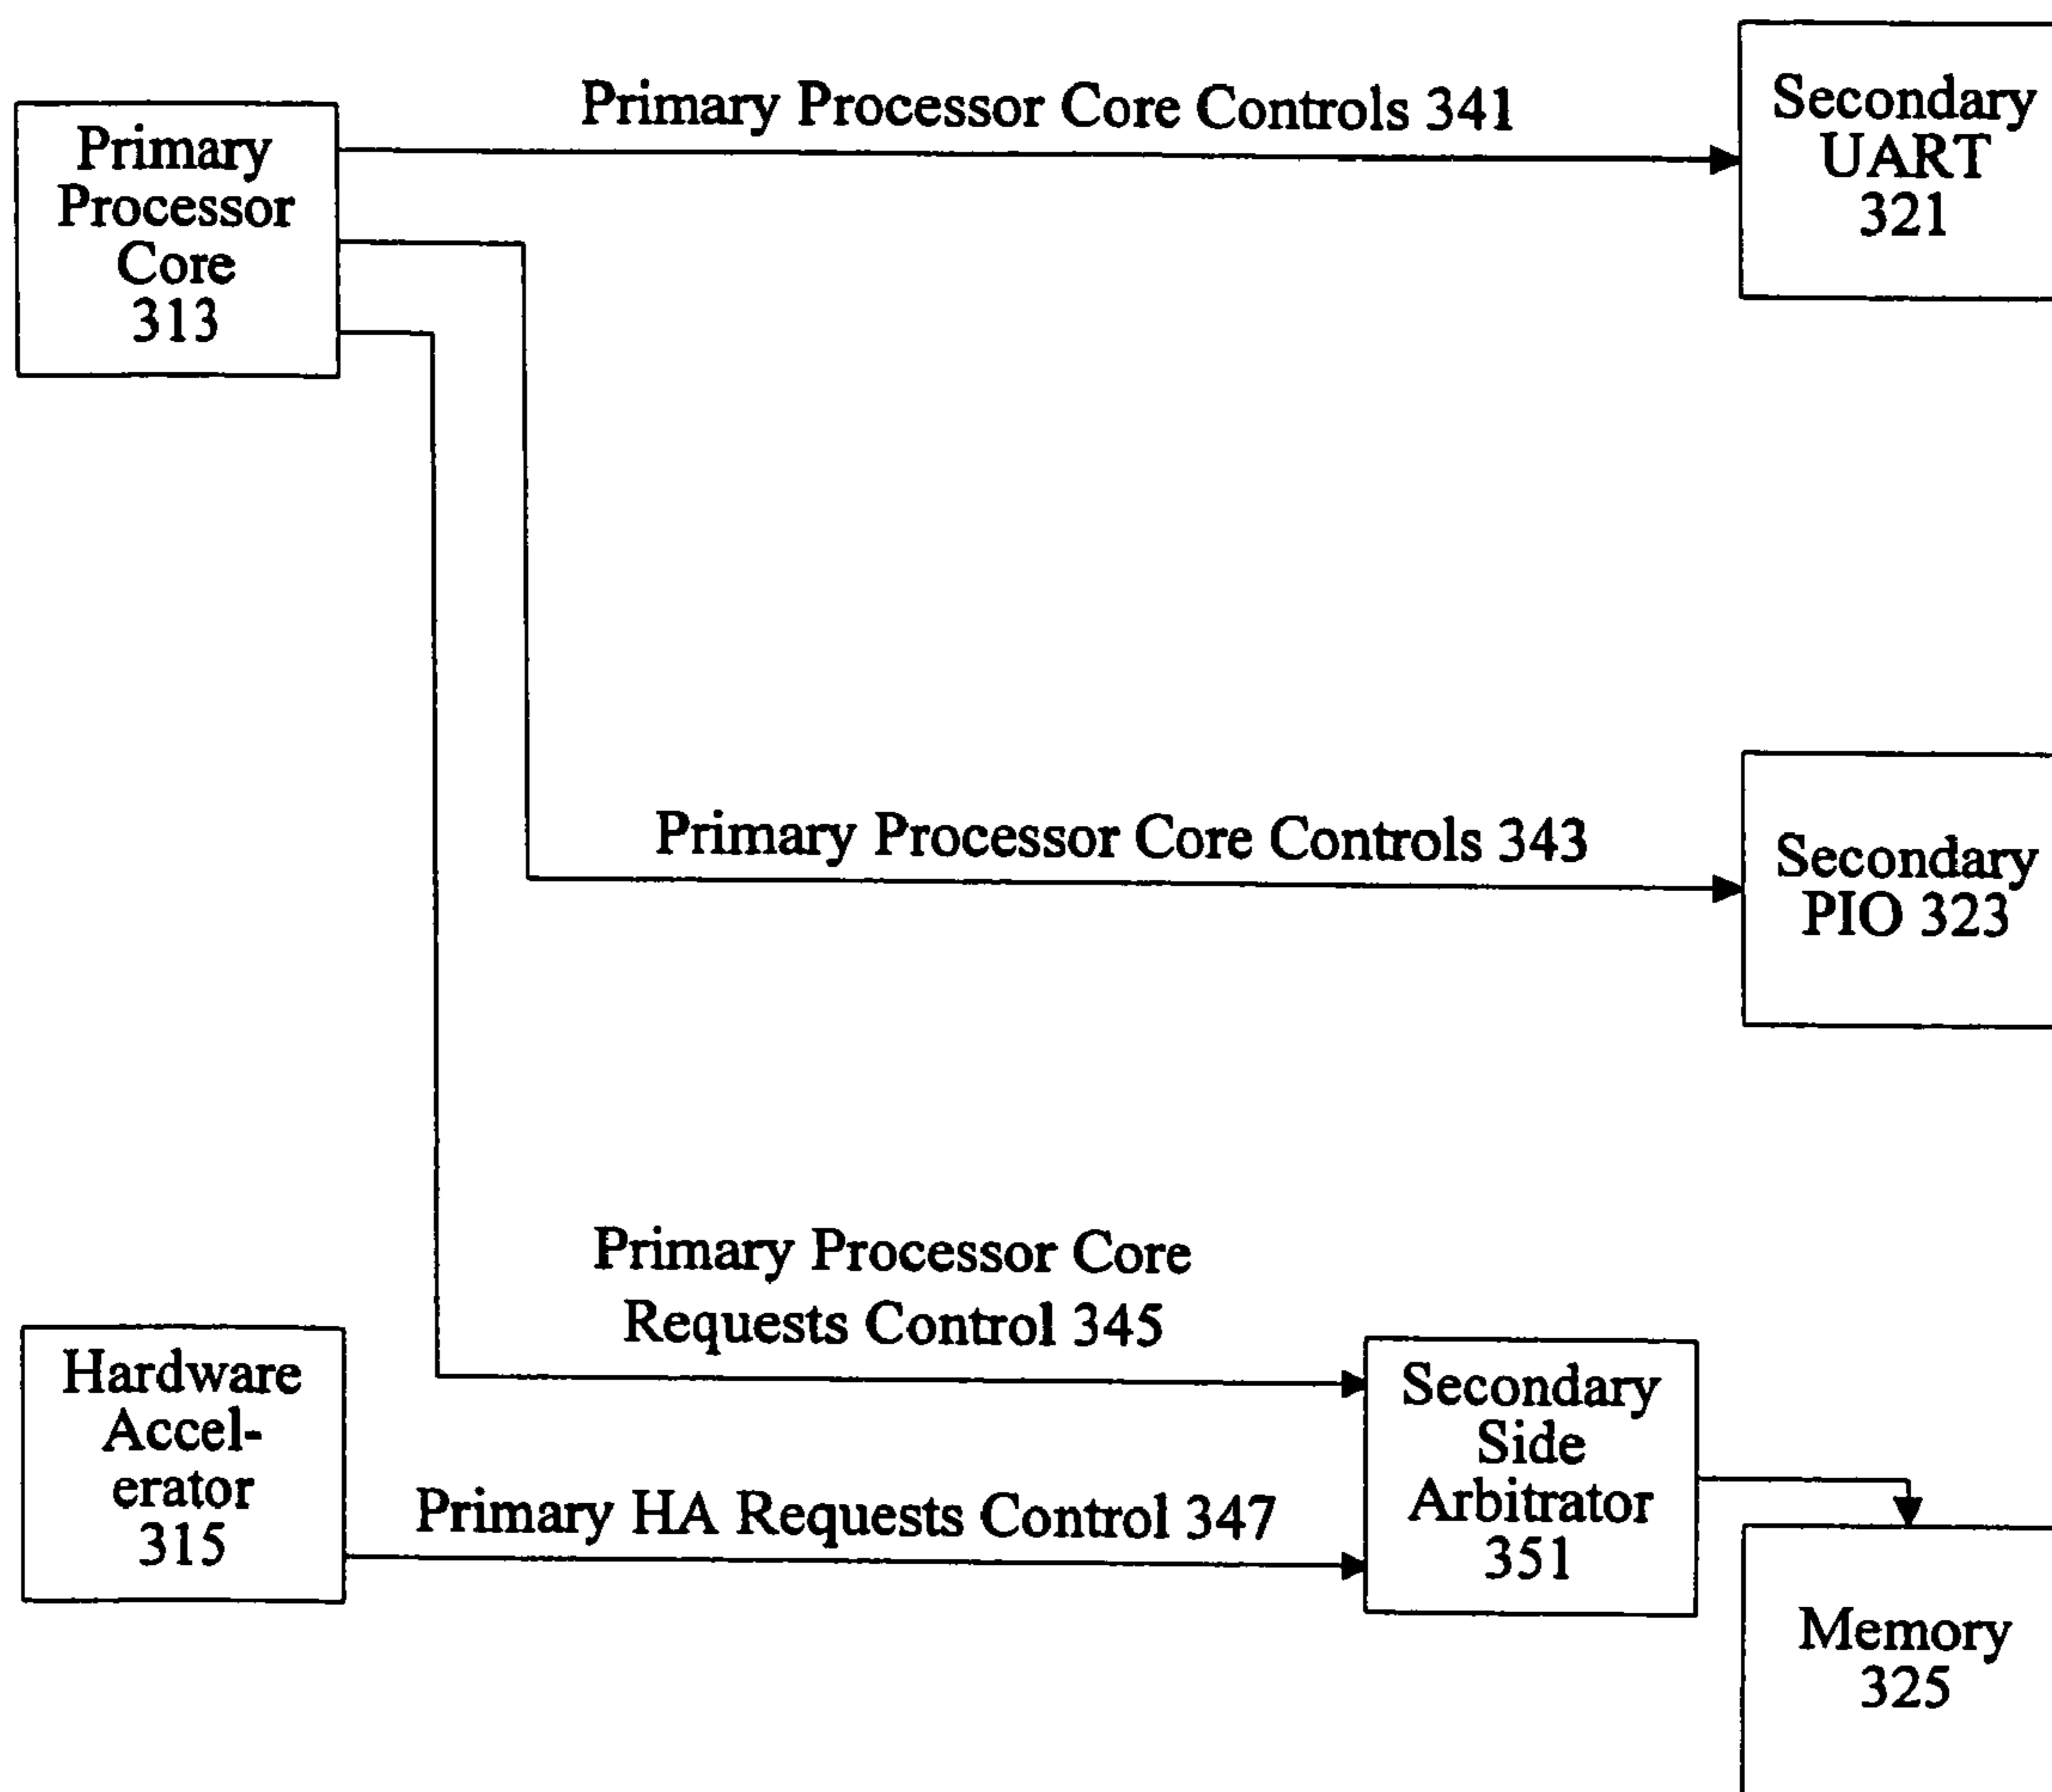 Primary
Processor
Core
313
Primary Processor Core Controls 341
Secondary
UART
321
Primary Processor Core Controls 343
Secondary
PIO 323
Primary Processor Core
Requests Control 345
Hardware
Accel-
erator
315
Primary HA Requests Control 347
Secondary
Side
Arbitrator
351
Memory
325